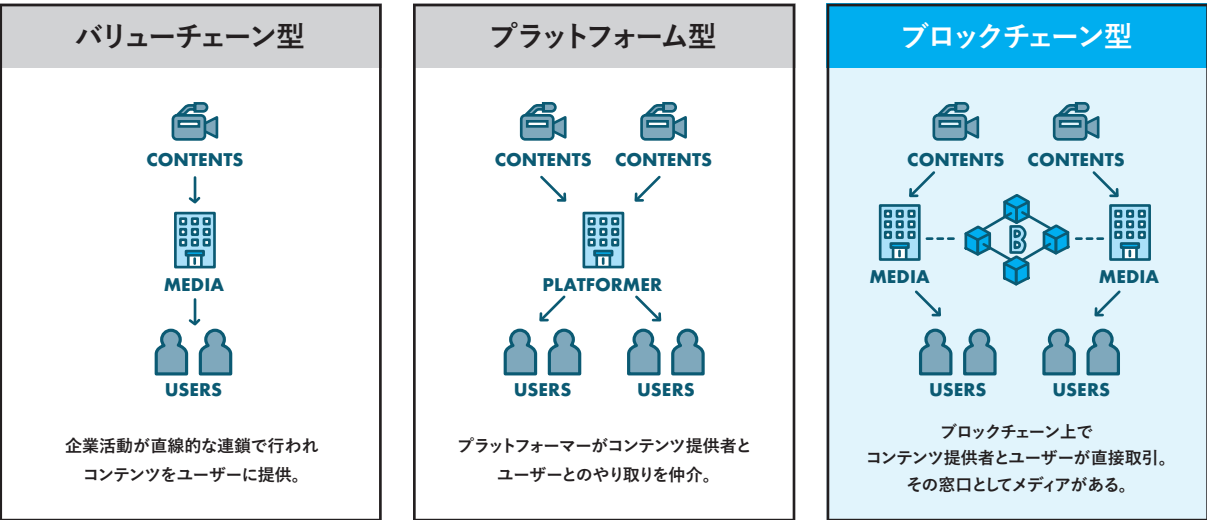 バリューチェーン型
CONTENTS
MEDIA
USERS
企業活動が直線的な連鎖で行われ
コンテンツをユーザーに提供。
プラットフォーム型
CONTENTS CONTENTS
PLATFORMER
USERS USERS
プラットフォーマーがコンテンツ提供者と
ユーザーとのやり取りを仲介。
ブロックチェーン型
CONTENTS CONTENTS
B
MEDIA MEDIA
USERS USERS
ブロックチェーン上で
コンテンツ提供者とユーザーが直接取引。
その窓口としてメディアがある。